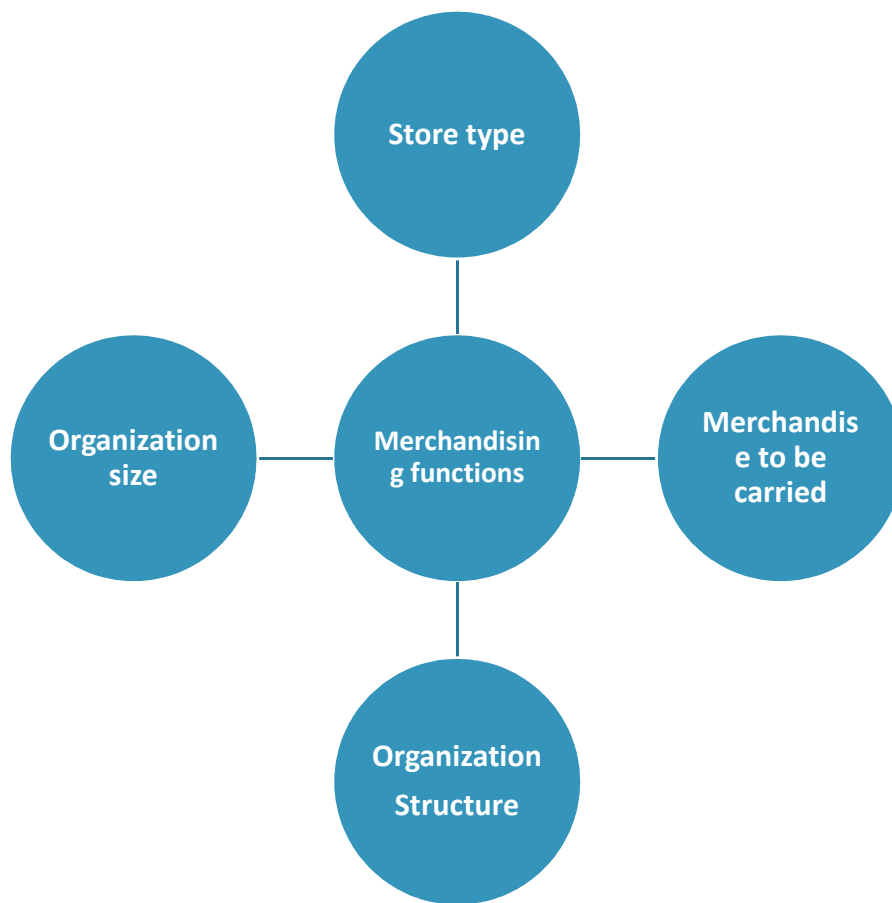 Store type
Organization
size
Merchandisin
g functions
Merchandis
e to be
carried
Organization
Structure